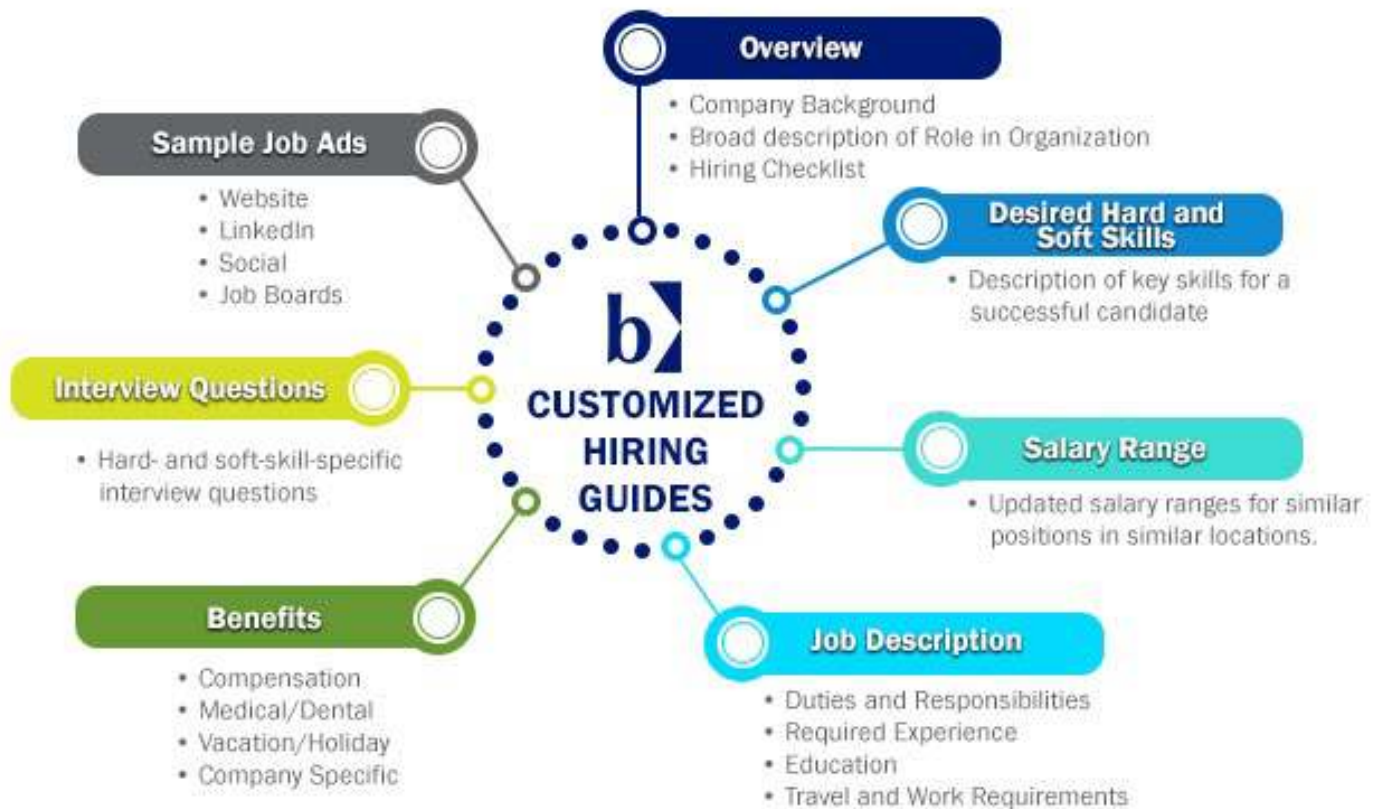 Overview
• Company Background
• Broad description of Role in Organization
• Hiring Checklist
Desired Hard and
Soft Skills
• Description of key skills for a
successful candidate
Salary Range
• Updated salary ranges for similar
positions in similar locations.
Job Description
• Duties and Responsibilities
• Required Experience
• Education
• Travel and Work Requirements
Benefits
• Compensation
• Medical/Dental
• Vacation/Holiday
• Company Specific
Interview Questions
• Hard- and soft-skill-specific
interview questions
Sample Job Ads
• Website
• LinkedIn
• Social
• Job Boards
b
CUSTOMIZED
HIRING
GUIDES